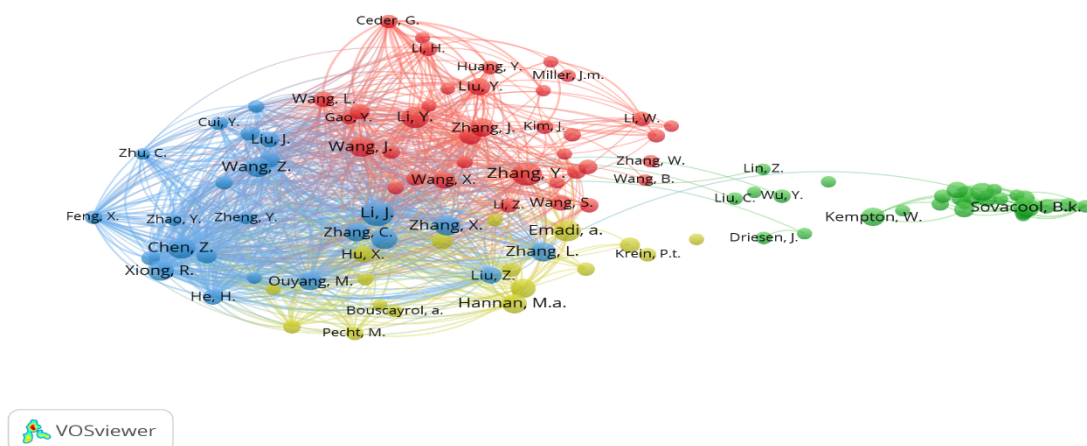 Ceder, G.
Li, H.
Huang, Y.
Miller, J.m.
Liu, Y.
Wang, L.
Gao, Y.
Li, Y.
Cui, Y.
Zhang, J.
Kim, J.
Li, W.
Liu, J.
Wang, J.
Zhu, C.
Wang, Z.
Zhang, W.
Lin, Z.
Zhang, Y.
Wang, X.
Wang, B.
Liu, C.
Wu, Y.
Li, Z.
Wang, S.
Sovacool, B.k.
Feng, X.
Zhao, Y.
Zheng, Y.
Li, J.
Kempton, W.
Zhang, C.
Zhang, X.
Emadi, a.
Driesen, J.
Chen, Z.
Hu, X.
Zhang, L.
Krein, P.t.
Xiong, R.
Ouyang, M.
Liu, Z.
He, H.
Hannan, M.a.
Bouscayrol, a.
Pecht, M.
VOSviewer